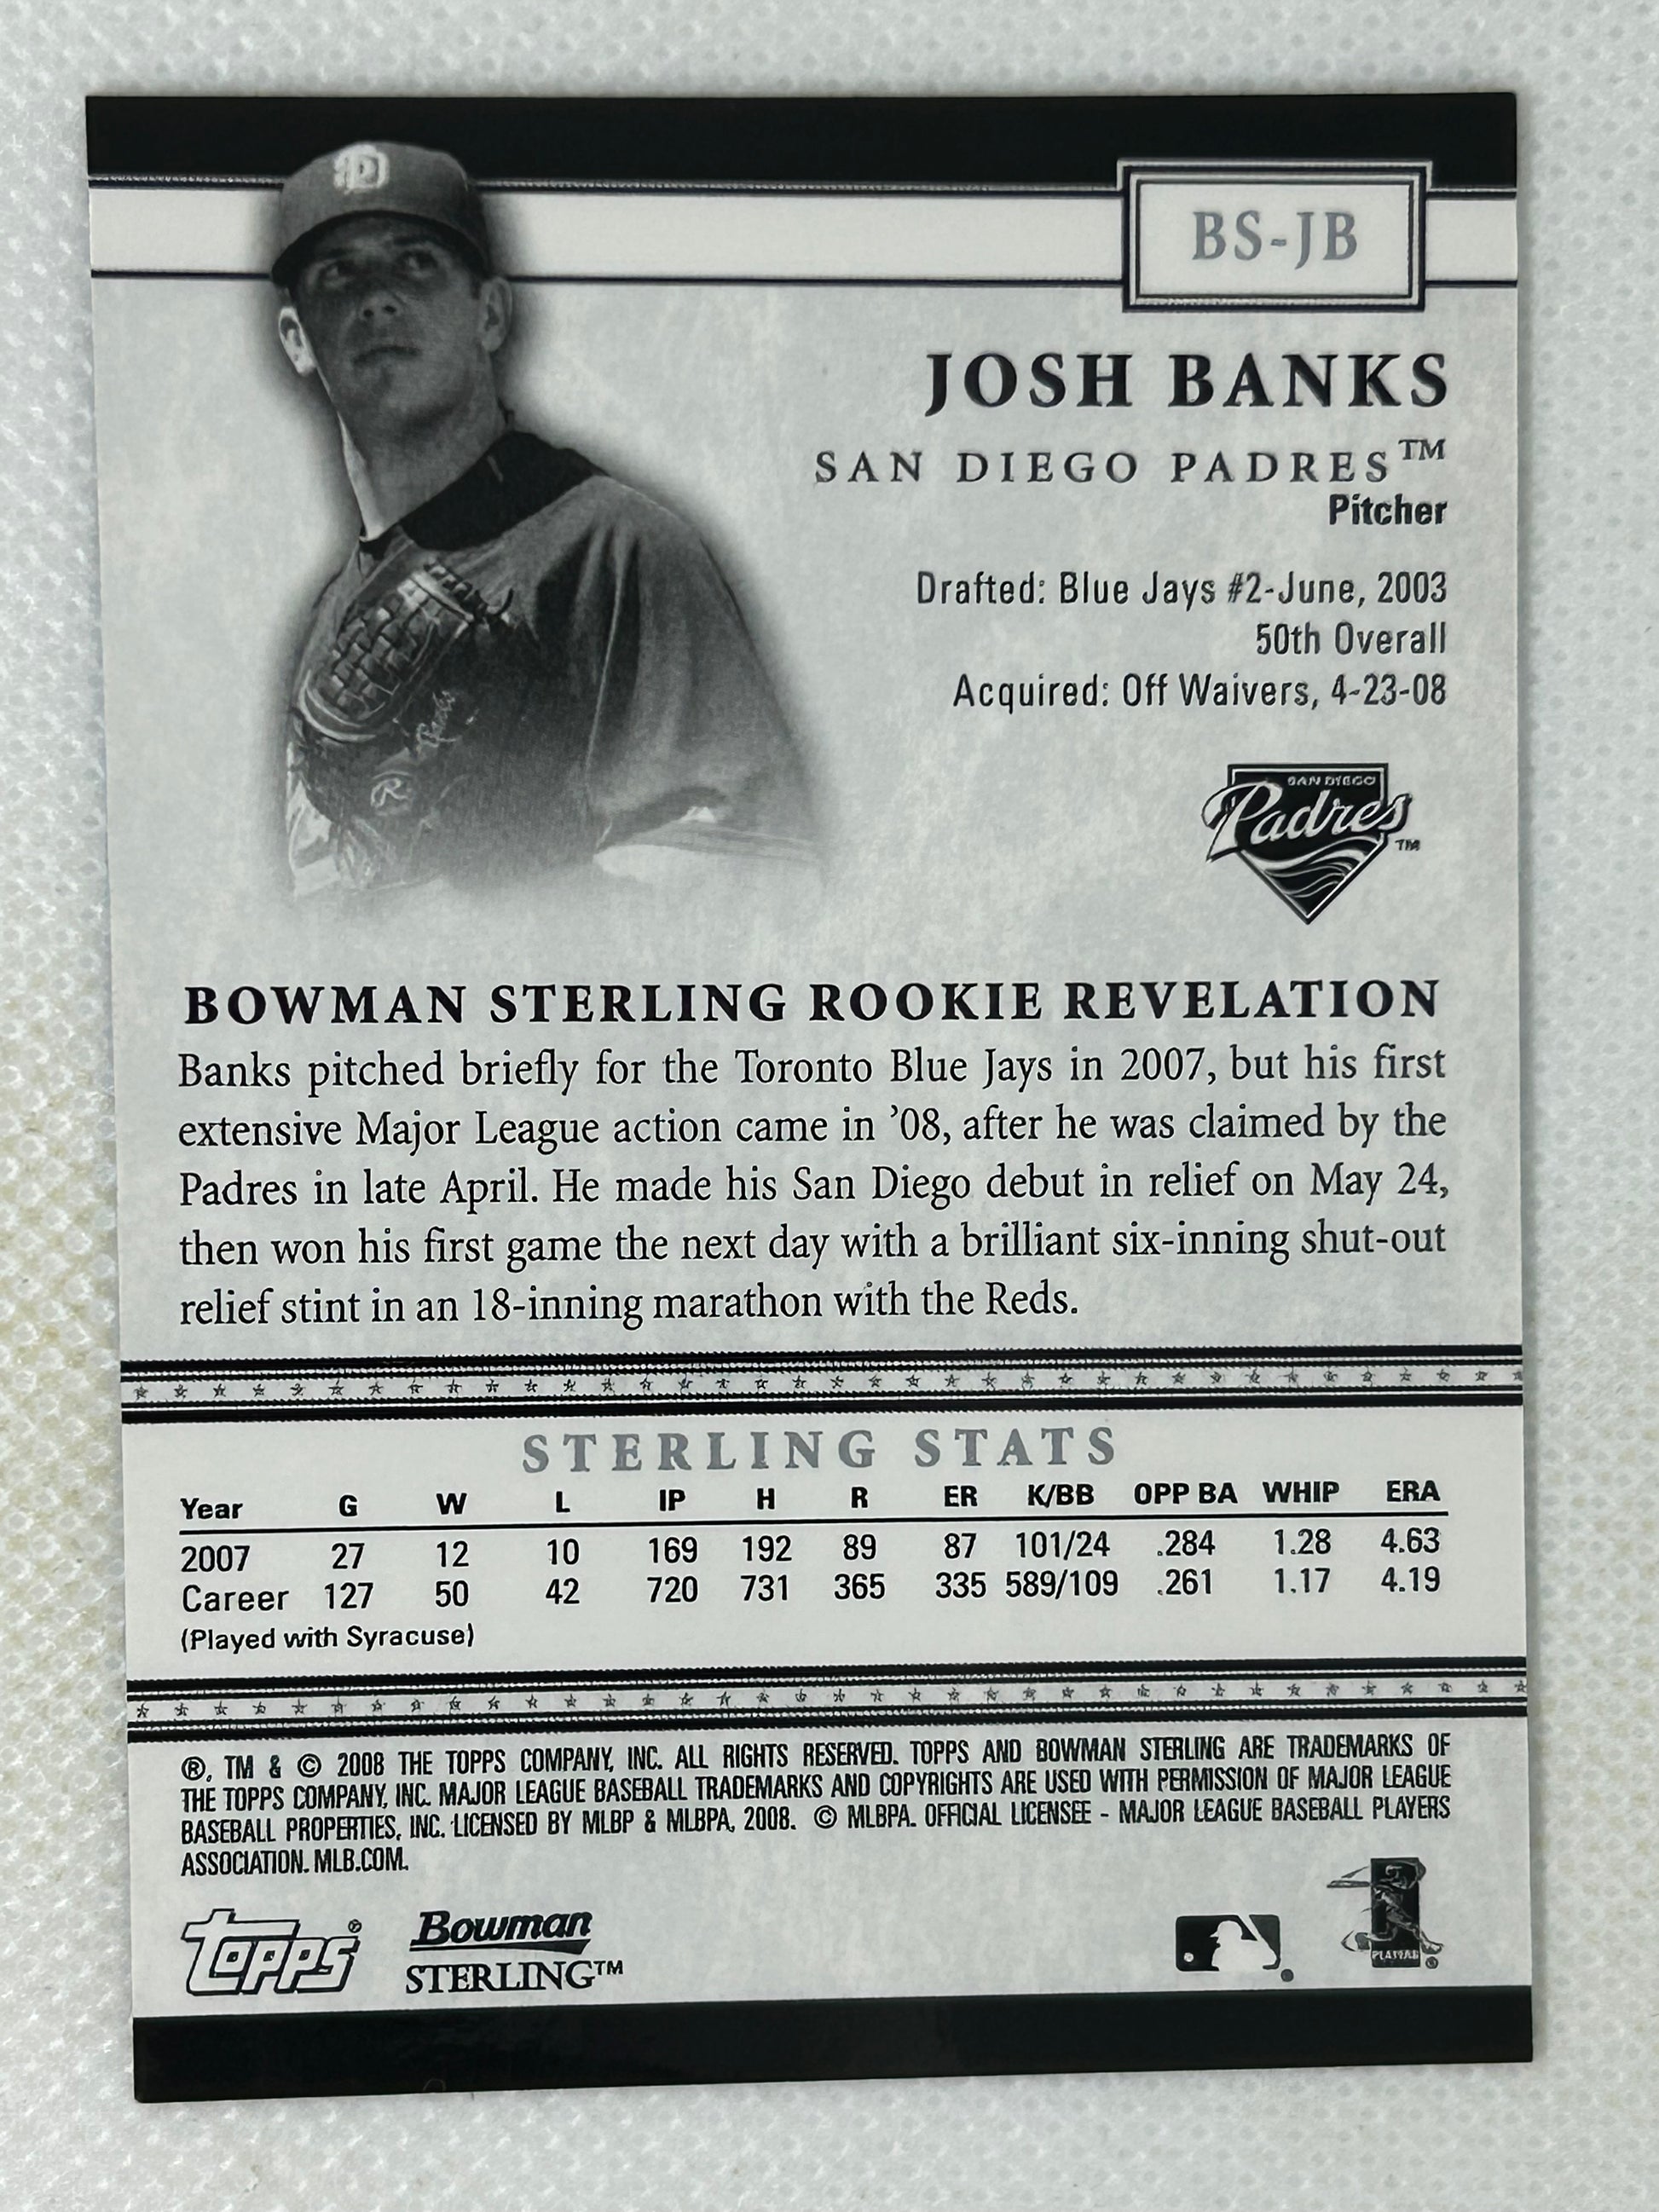 BS-JB
JOSH BANKS
SAN DIEGO PADRES™
Pitcher
Drafted: Blue Jays #2-June, 2003
50th Overall
Acquired: Off Waivers, 4-23-08
SAN DIEGO
Padres™
BOWMAN STERLING ROOKIE REVELATION
Banks pitched briefly for the Toronto Blue Jays in 2007, but his first
extensive Major League action came in ’08, after he was claimed by the
Padres in late April. He made his San Diego debut in relief on May 24,
then won his first game the next day with a brilliant six-inning shut-out
relief stint in an 18-inning marathon with the Reds.
STERLING STATS
Year G W L IP H R ER K/BB OPP BA WHIP ERA
2007 27 12 10 169 192 89 87 101/24 .284 1.28 4.63
Career 127 50 42 720 731 365 335 589/109 .261 1.17 4.19
(Played with Syracuse)
®, TM & © 2008 THE TOPPS COMPANY, INC. ALL RIGHTS RESERVED. TOPPS AND BOWMAN STERLING ARE TRADEMARKS OF
THE TOPPS COMPANY, INC. MAJOR LEAGUE BASEBALL TRADEMARKS AND COPYRIGHTS ARE USED WITH PERMISSION OF MAJOR LEAGUE
BASEBALL PROPERTIES, INC. LICENSED BY MLBP & MLBPA, 2008. © MLBPA. OFFICIAL LICENSEE - MAJOR LEAGUE BASEBALL PLAYERS
ASSOCIATION. MLB.COM.
Topps®
Bowman
STERLING™
PLAYERS